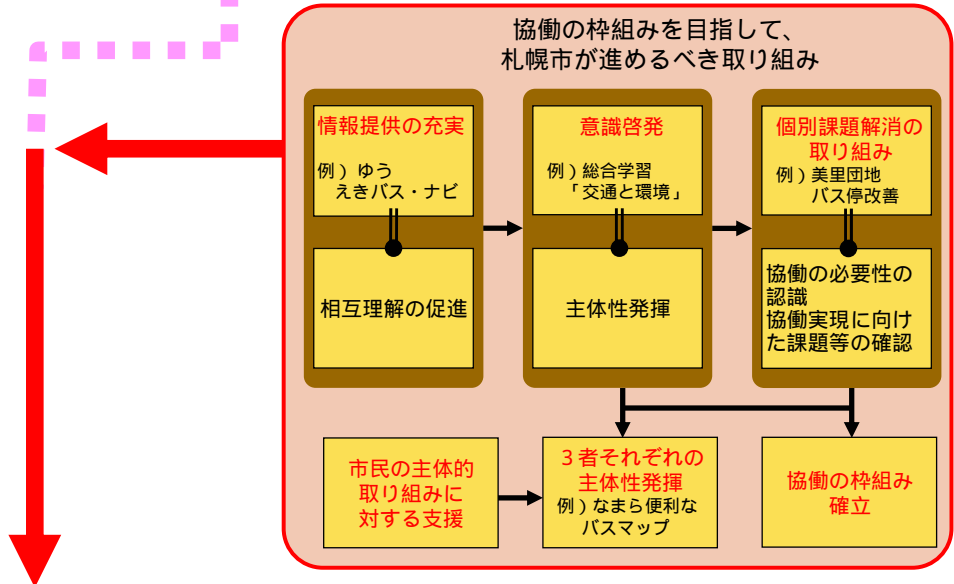 協働の枠組みを目指して、
札幌市が進めるべき取り組み
情報提供の充実
例）ゆう
えきバス・ナビ
相互理解の促進
意識啓発
例）総合学習
「交通と環境」
主体性発揮
個別課題解消の
取り組み
例）美里団地
バス停改善
協働の必要性の
認識
協働実現に向け
た課題等の確認
市民の主体的
取り組みに
対する支援
３者それぞれの
主体性発揮
例）なまら便利な
バスマップ
協働の枠組み
確立